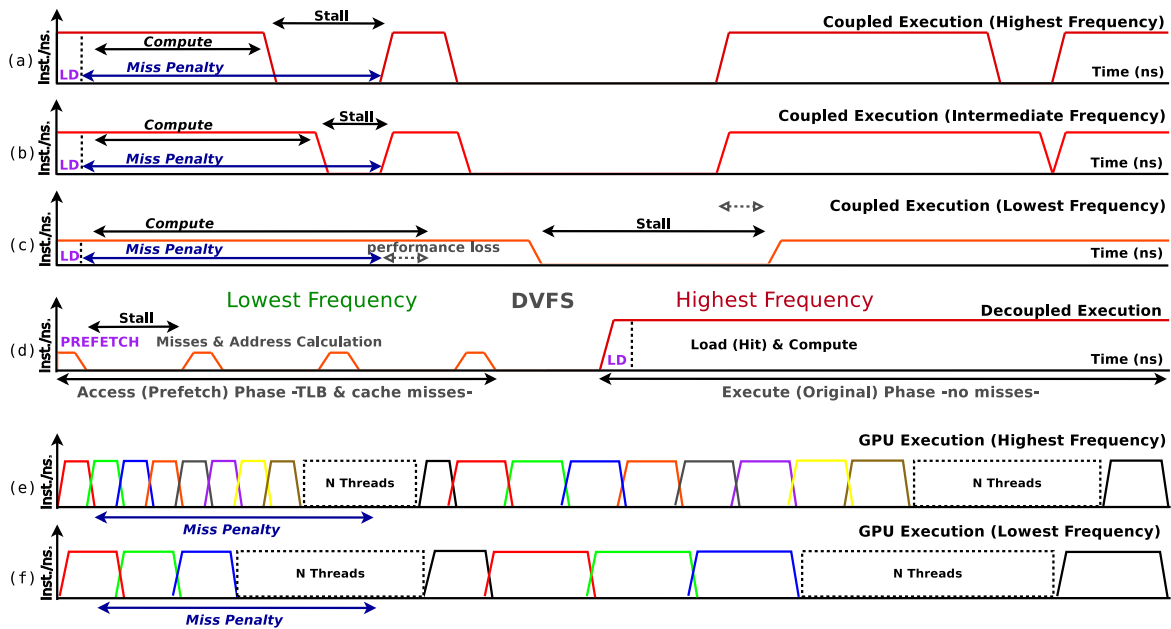 Stall
Coupled Execution (Highest Frequency)
(a)
Inst./ns.
Compute
LD
Miss Penalty
Time (ns)
Stall
Coupled Execution (Intermediate Frequency)
(b)
Inst./ns.
Compute
LD
Miss Penalty
Time (ns)
Coupled Execution (Lowest Frequency)
(c)
Inst./ns.
Compute
Stall
LD
Miss Penalty
performance loss
Time (ns)
Lowest Frequency
DVFS
Highest Frequency
Decoupled Execution
(d)
Inst./ns.
Stall
PREFETCH
Misses & Address Calculation
LD
Load (Hit) & Compute
Time (ns)
Access (Prefetch) Phase -TLB & cache misses-
Execute (Original) Phase -no misses-
GPU Execution (Highest Frequency)
(e)
Inst./ns.
N Threads
N Threads
Miss Penalty
GPU Execution (Lowest Frequency)
(f)
Inst./ns.
N Threads
N Threads
Miss Penalty